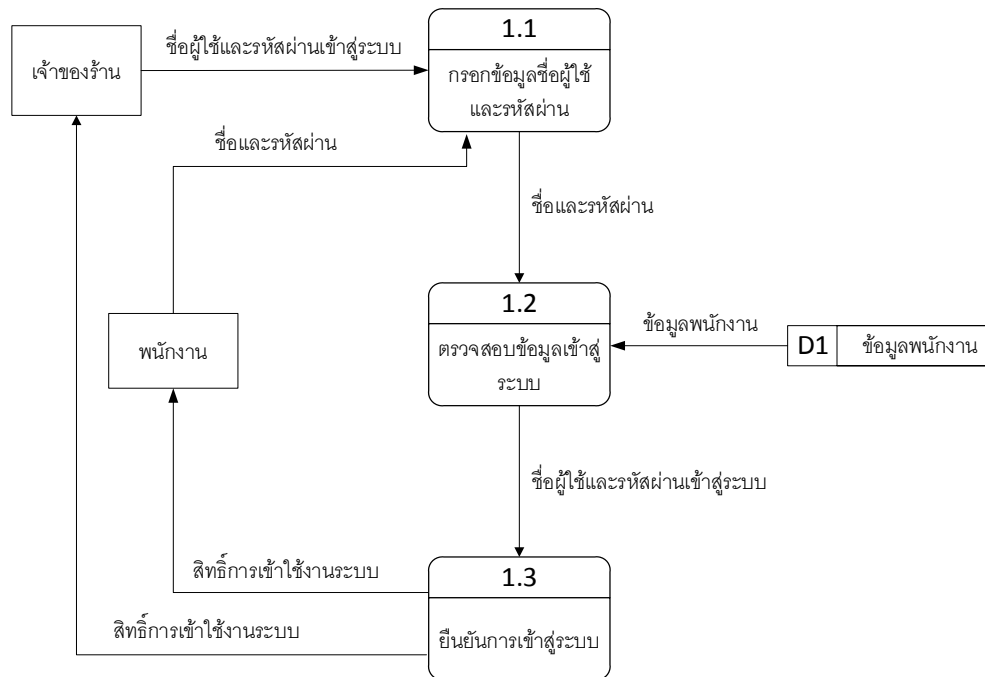 1.1
ชื่อผู้ใช้และรหัสผ่านเข้าสู่ระบบ
เจ้าของร้าน
กรอกข้อมูลชื่อผู้ใช้
และรหัสผ่าน
ชื่อและรหัสผ่าน
ชื่อและรหัสผ่าน
1.2
ข้อมูลพนักงาน
พนักงาน
ตรวจสอบข้อมูลเข้าสู่
ระบบ
D1 ข้อมูลพนักงาน
ชื่อผู้ใช้และรหัสผ่านเข้าสู่ระบบ
สิทธิ์การเข้าใช้งานระบบ
1.3
สิทธิ์การเข้าใช้งานระบบ
ยืนยันการเข้าสู่ระบบ